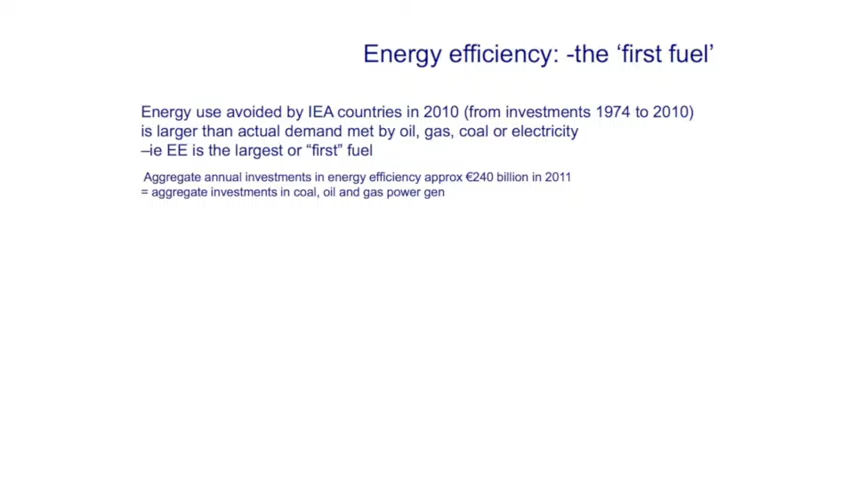 Energy efficiency: -the ‘first fuel’
Energy use avoided by IEA countries in 2010 (from investments 1974 to 2010)
is larger than actual demand met by oil, gas, coal or electricity
–ie EE is the largest or “first” fuel
Aggregate annual investments in energy efficiency approx €240 billion in 2011
= aggregate investments in coal, oil and gas power gen